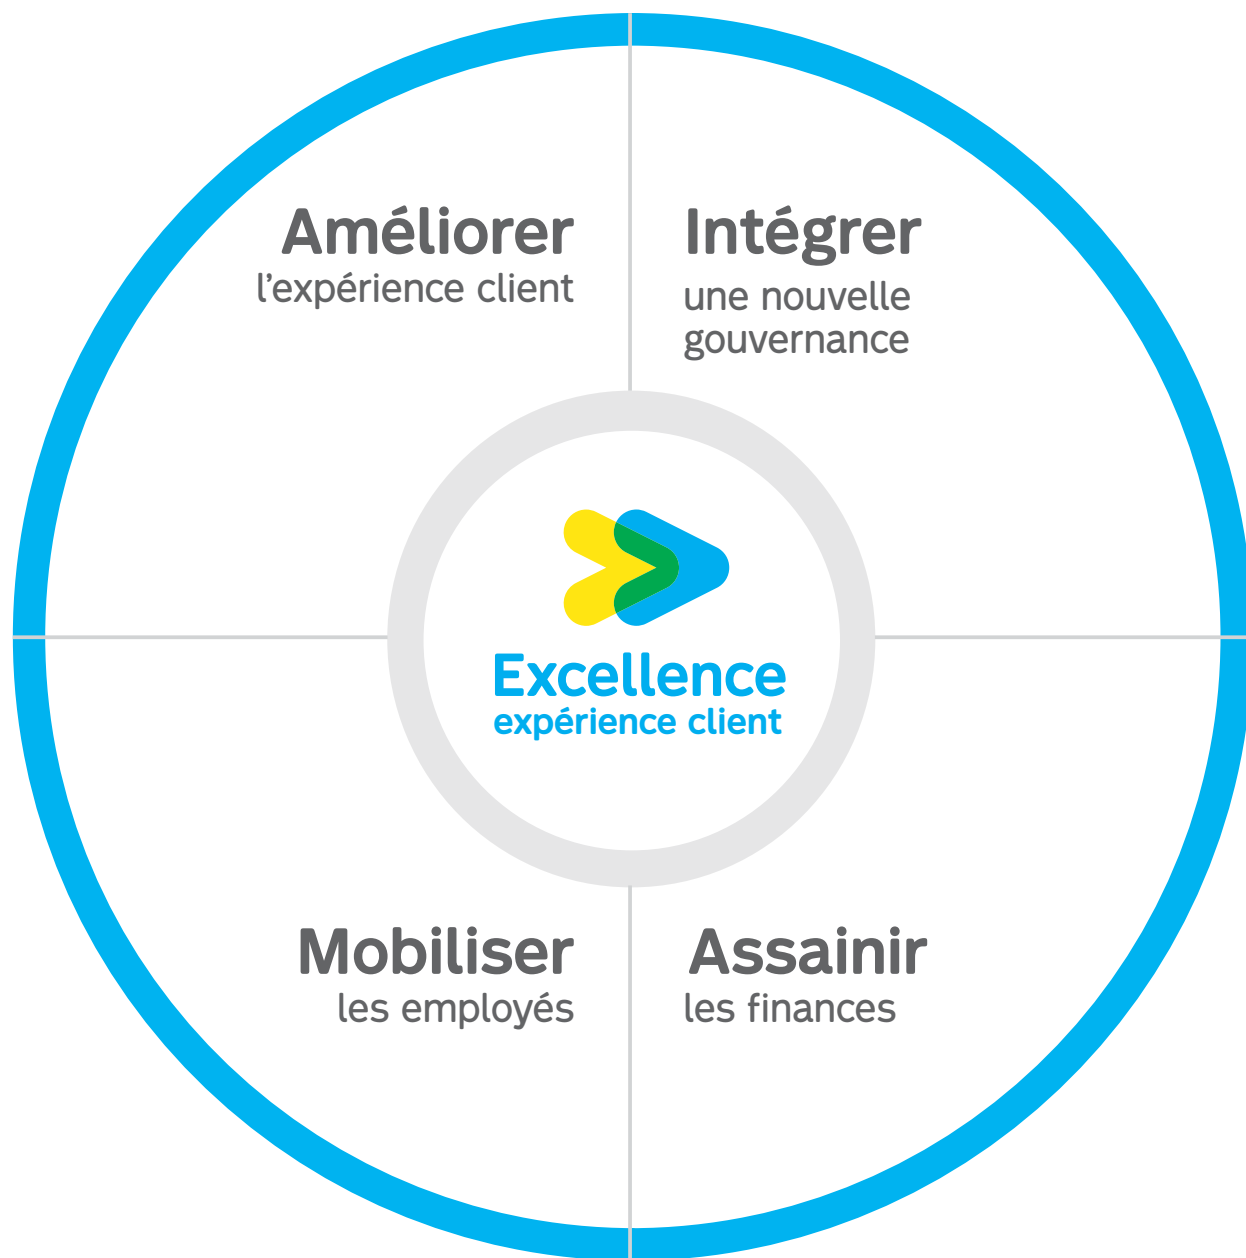 Améliorer
l’expérience client
Intégrer
une nouvelle
gouvernance
Excellence
expérience client
Mobiliser
les employés
Assainir
les finances